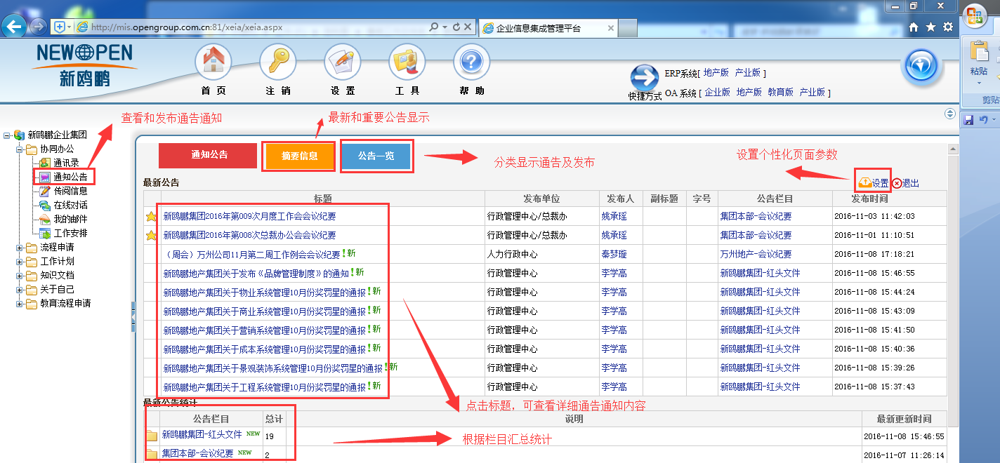 http://mis.opengroup.com.cn:81/xeia/xeia.aspx
企业信息集成管理平台
NEW OPEN
新鸥鹏
首 页
注 销
设 置
工 具
帮 助
快捷方式
ERP系统[ 地产版 产业版 ]
OA 系统 [ 企业版 地产版 教育版 产业版 ]
粘贴
剪贴
查看和发布通告通知
最新和重要公告显示
分类显示通告及发布
设置个性化页面参数
新鸥鹏企业集团
协同办公
通讯录
通知公告
传阅信息
在线对话
我的邮件
工作安排
流程申请
工作计划
知识文档
关于自己
教育流程申请
通知公告
摘要信息
公告一览
设置 退出
最新公告
标题 发布单位 发布人 副标题 字号 公告栏目 发布时间
新鸥鹏集团2016年第009次月度工作会会议纪要 行政管理中心/总裁办 姚承瑶 集团本部-会议纪要 2016-11-03 11:42:03
新鸥鹏集团2016年第008次总裁办公会会议纪要 行政管理中心/总裁办 姚承瑶 集团本部-会议纪要 2016-11-01 11:10:51
（周会）万州公司11月第二周工作例会会议纪要!新 人力行政中心 秦梦璇 万州地产-会议纪要 2016-11-08 17:18:21
新鸥鹏地产集团关于发布《品牌管理制度》的通知!新 行政管理中心 李学高 新鸥鹏集团-红头文件 2016-11-08 15:46:55
新鸥鹏地产集团关于物业系统管理10月份奖罚星的通报!新 行政管理中心 李学高 新鸥鹏集团-红头文件 2016-11-08 15:44:24
新鸥鹏地产集团关于商业系统管理10月份奖罚星的通报!新 行政管理中心 李学高 新鸥鹏集团-红头文件 2016-11-08 15:43:09
新鸥鹏地产集团关于营销系统管理10月份奖罚星的通报!新 行政管理中心 李学高 新鸥鹏集团-红头文件 2016-11-08 15:41:50
新鸥鹏地产集团关于成本系统管理10月份奖罚星的通报!新 行政管理中心 李学高 新鸥鹏集团-红头文件 2016-11-08 15:40:36
新鸥鹏地产集团关于景观装饰系统管理10月份奖罚星的通报!新 行政管理中心 李学高 新鸥鹏集团-红头文件 2016-11-08 15:39:26
新鸥鹏地产集团关于工程系统管理10月份奖罚星的通报!新 行政管理中心 李学高 新鸥鹏集团-红头文件 2016-11-08 15:37:43
最新公告统计
点击标题，可查看详细通告通知内容
公告栏目 总计 说明 最新更新时间
新鸥鹏集团-红头文件 NEW 19 2016-11-08 15:46:55
根据栏目汇总统计
集团本部-会议纪要 NEW 2 2016-11-07 11:26:14